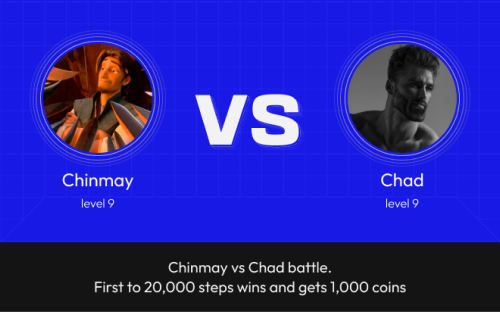 VS
Chinmay
Chad
level 9
level 9
Chinmay vs Chad battle.
First to 20,000 steps wins and gets 1,000 coins